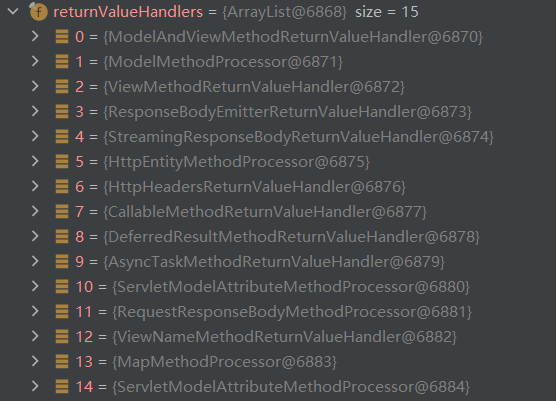 returnValueHandlers = {ArrayList@6868} size = 15
0 = {ModelAndViewMethodReturnValueHandler@6870}
1 = {ModelMethodProcessor@6871}
2 = {ViewMethodReturnValueHandler@6872}
3 = {ResponseBodyEmitterReturnValueHandler@6873}
4 = {StreamingResponseBodyReturnValueHandler@6874}
5 = {HttpEntityMethodProcessor@6875}
6 = {HttpHeadersReturnValueHandler@6876}
7 = {CallableMethodReturnValueHandler@6877}
8 = {DeferredResultMethodReturnValueHandler@6878}
9 = {AsyncTaskMethodReturnValueHandler@6879}
10 = {ServletModelAttributeMethodProcessor@6880}
11 = {RequestResponseBodyMethodProcessor@6881}
12 = {ViewNameMethodReturnValueHandler@6882}
13 = {MapMethodProcessor@6883}
14 = {ServletModelAttributeMethodProcessor@6884}